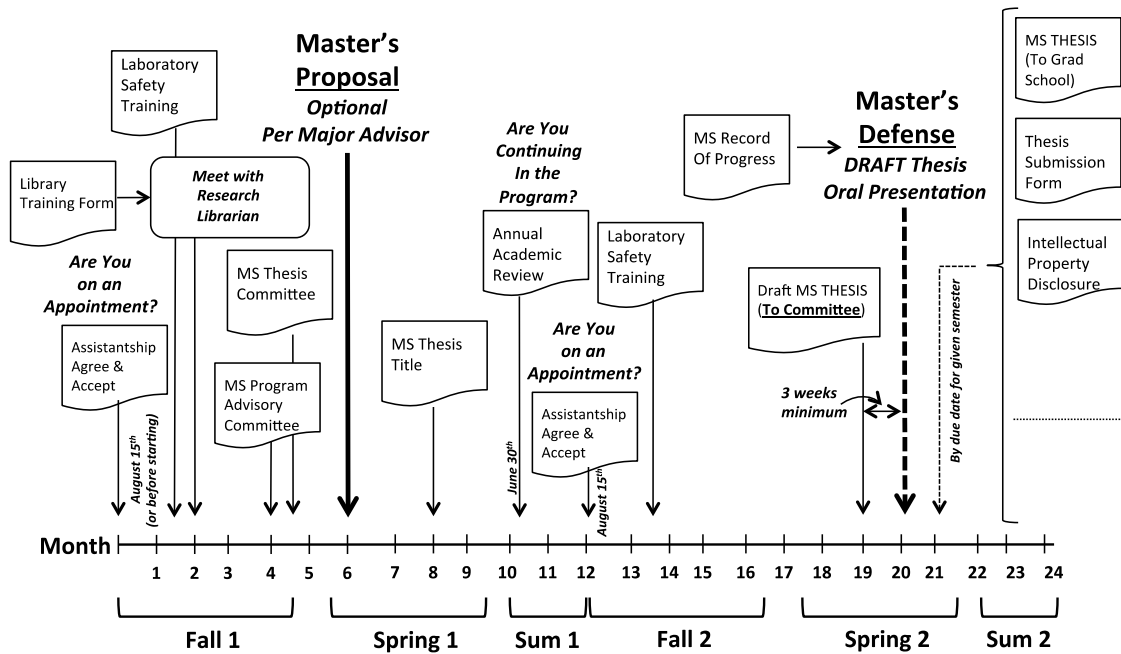 Master's
Proposal
Optional
Per Major Advisor
Laboratory
Safety
Training
Library
Training Form
Meet with
Research
Librarian
Are You
on an
Appointment?
Assistantship
Agree &
Accept
August 15th
(or before starting)
MS Thesis
Committee
MS Program
Advisory
Committee
MS Thesis
Title
Are You
Continuing
In the
Program?
Annual
Academic
Review
June 30th
Laboratory
Safety
Training
Are You
on an
Appointment?
Assistantship
Agree &
Accept
August 15th
MS Record
Of Progress
Master's
Defense
DRAFT Thesis
Oral Presentation
Draft MS THESIS
(To Committee)
3 weeks
minimum
By due date for given semester
MS THESIS
(To Grad
School)
Thesis
Submission
Form
Intellectual
Property
Disclosure
Month
1 2 3 4 5 6 7 8 9 10 11 12 13 14 15 16 17 18 19 20 21 22 23 24
Fall 1 Spring 1 Sum 1 Fall 2 Spring 2 Sum 2